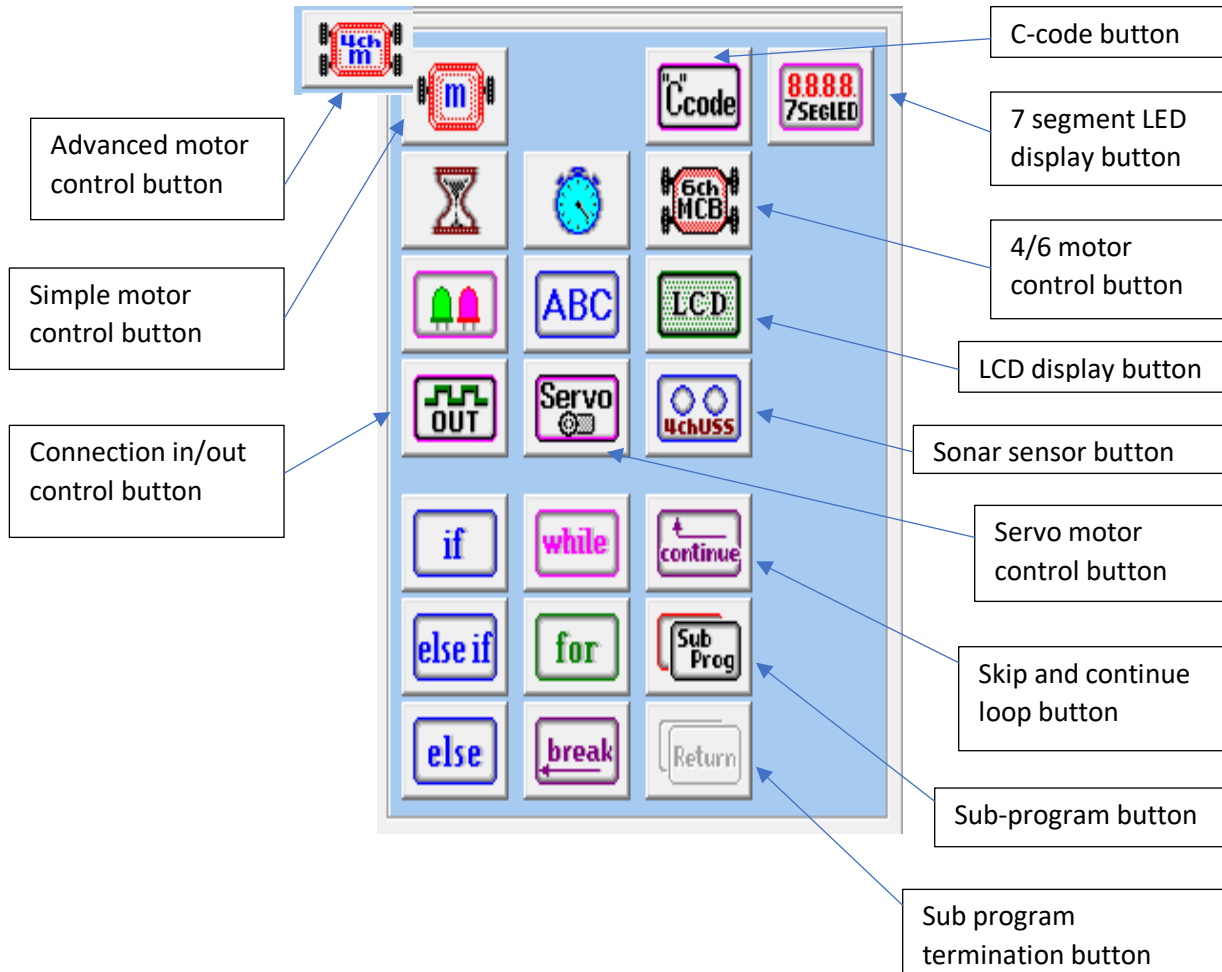 4ch
m
m
"C"
code
8.8.8.8.
7SEGLED
6ch
MCB
ABC
LCD
OUT
Servo
4chUSS
if
while
continue
else if
for
Sub
Prog
else
break
Return
Advanced motor
control button
Simple motor
control button
Connection in/out
control button
C-code button
7 segment LED
display button
4/6 motor
control button
LCD display button
Sonar sensor button
Servo motor
control button
Skip and continue
loop button
Sub-program button
Sub program
termination button